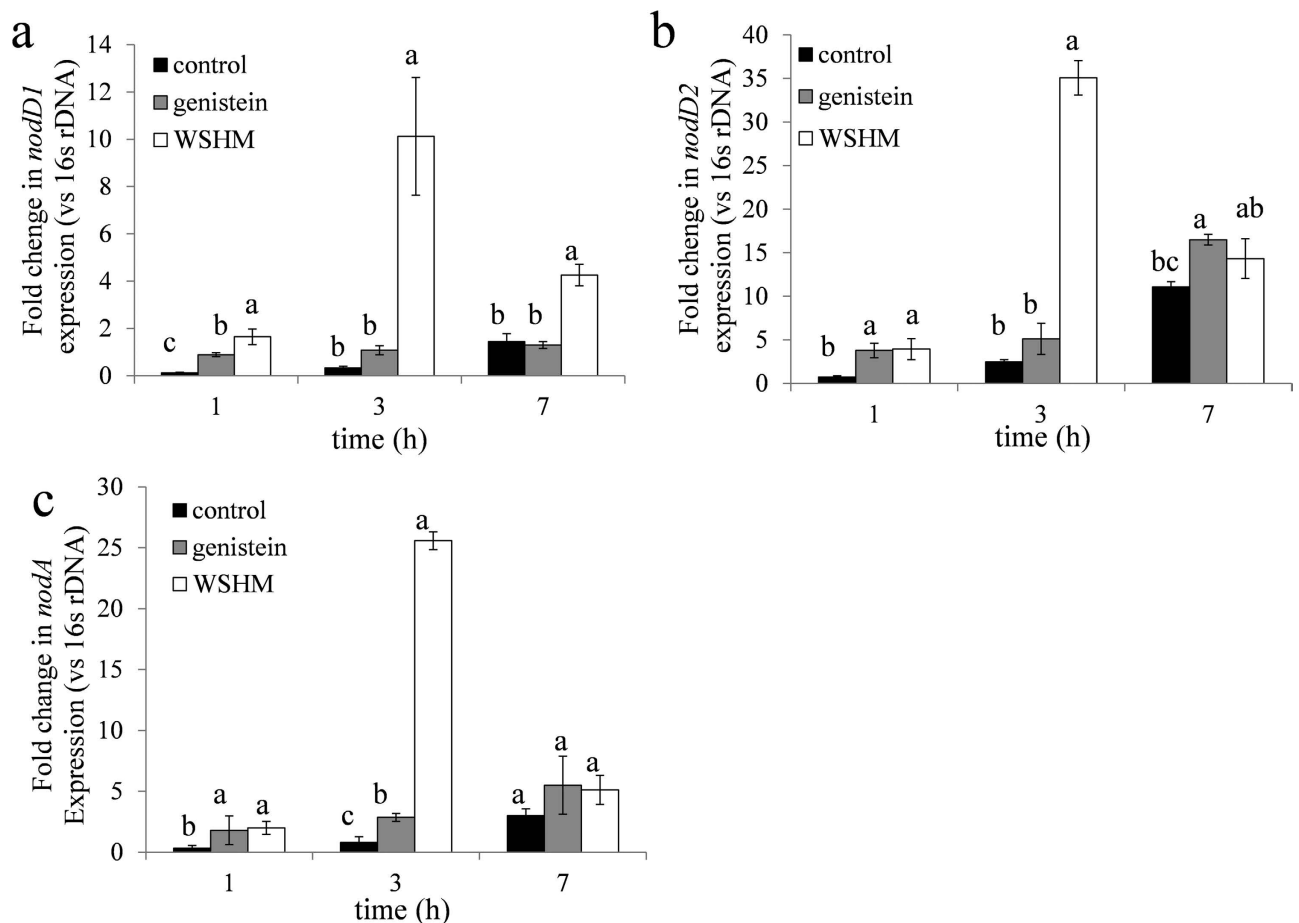 a
Fold chenge in nodD1
expression (vs 16s rDNA)
14
12
10
8
6
4
2
0
control
genistein
WSHM
c b a
b b a
b b a
1 3 7
time (h)
b
Fold chenge in nodD2
expression (vs 16s rDNA)
40
35
30
25
20
15
10
5
0
control
genistein
WSHM
b a a
b b a
bc a ab
1 3 7
time (h)
c
Fold change in nodA
Expression (vs 16s rDNA)
30
25
20
15
10
5
0
control
genistein
WSHM
b a a
c b a
a a a
1 3 7
time (h)